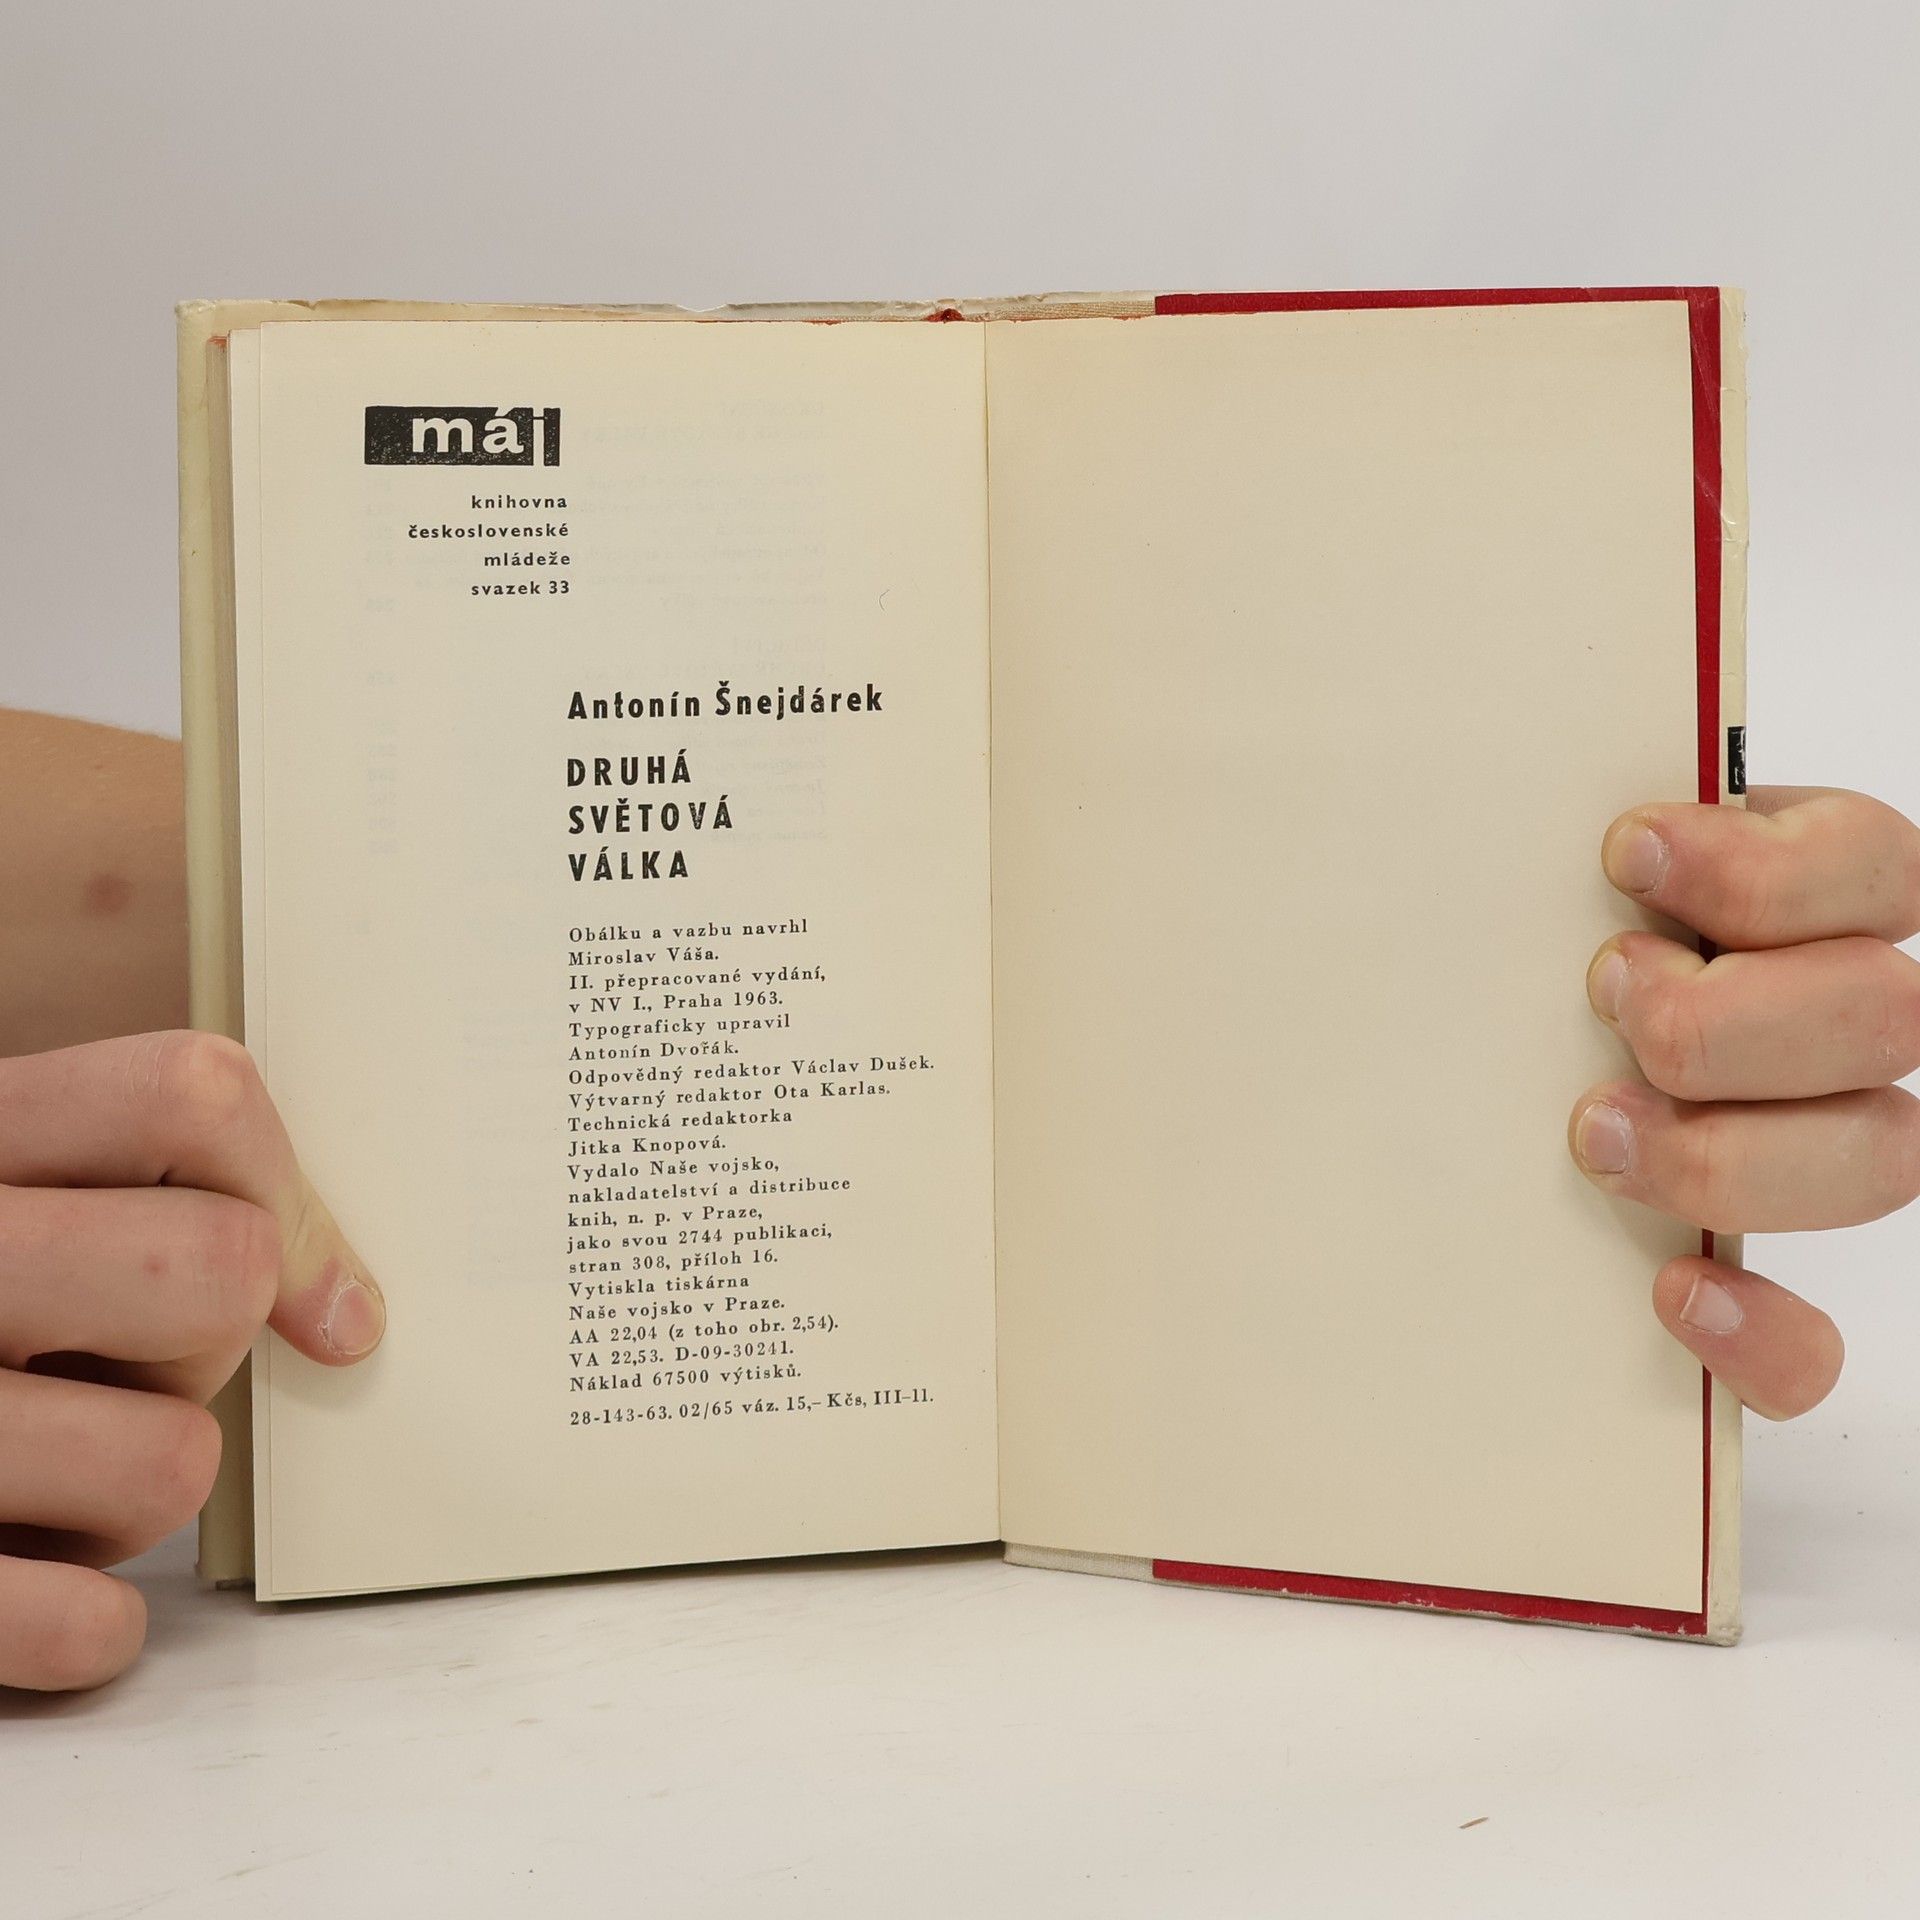 máj
knihovna
československé
mládeže
svazek 33
Antonín Šnejdárek
DRUHÁ
SVĚTOVÁ
VÁLKA
Obálku a vazbu navrhl
Miroslav Váša.
II. přepracované vydání,
v NV I., Praha 1963.
Typograficky upravil
Antonín Dvořák.
Odpovědný redaktor Václav Dušek.
Výtvarný redaktor Ota Karlas.
Technická redaktorka
Jitka Knopová.
Vydalo Naše vojsko,
nakladatelství a distribuce
knih, n. p. v Praze,
jako svou 2744 publikaci,
stran 308, příloh 16.
Vytiskla tiskárna
Naše vojsko v Praze.
AA 22,04 (z toho obr. 2,54).
VA 22,53. D-09-30241.
Náklad 67500 výtisků.
28-143-63. 02/65 váz. 15,– Kčs, III–11.